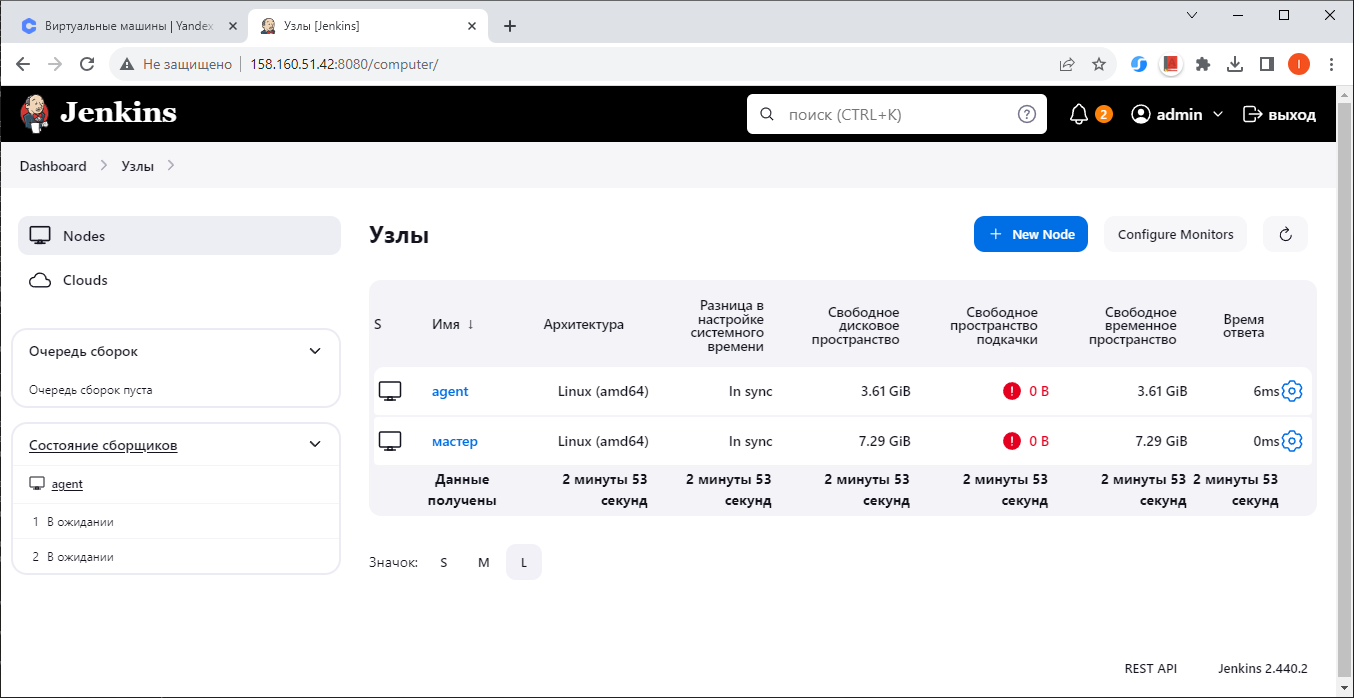 Виртуальные машины | Yandex
Узлы [Jenkins]
Не защищено
158.160.51.42:8080/computer/
I
Jenkins
поиск (CTRL+K)
?
2
admin
выход
Dashboard
Узлы
Nodes
Clouds
Очередь сборок
Очередь сборок пуста
Состояние сборщиков
agent
1 В ожидании
2 В ожидании
Узлы
+ New Node
Configure Monitors
S
Имя ↓
Архитектура
Разница в
настройке
системного
времени
Свободное
дисковое
пространство
Свободное
пространство
подкачки
Свободное
временное
пространство
Время
ответа
agent Linux (amd64) In sync 3.61 GiB ! 0 B 3.61 GiB 6ms
мастер Linux (amd64) In sync 7.29 GiB ! 0 B 7.29 GiB 0ms
Данные
получены
2 минуты 53
секунд
2 минуты 53
секунд
2 минуты 53
секунд
2 минуты 53
секунд
2 минуты 53
секунд
2 минуты 53
секунд
Значок: S M L
REST API Jenkins 2.440.2